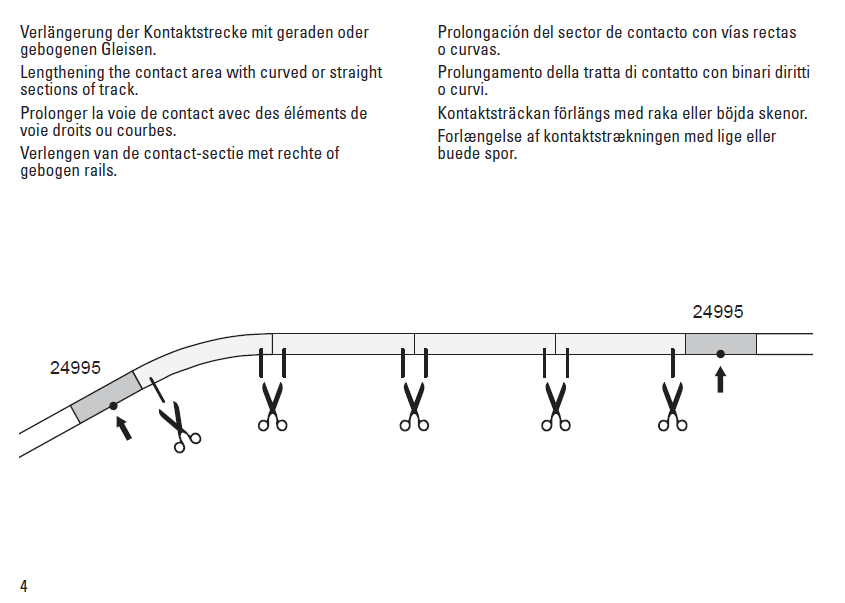 Verlängerung der Kontaktstrecke mit geraden oder
gebogenen Gleisen.
Lengthening the contact area with curved or straight
sections of track.
Prolonger la voie de contact avec des éléments de
voie droits ou courbes.
Verlengen van de contact-sectie met rechte of
gebogen rails.
Prolongación del sector de contacto con vías rectas
o curvas.
Prolungamento della tratta di contatto con binari diritti
o curvi.
Kontaktsträckan förlängs med raka eller böjda skenor.
Forlængelse af kontaktstrækningen med lige eller
buede spor.
24995
24995
4